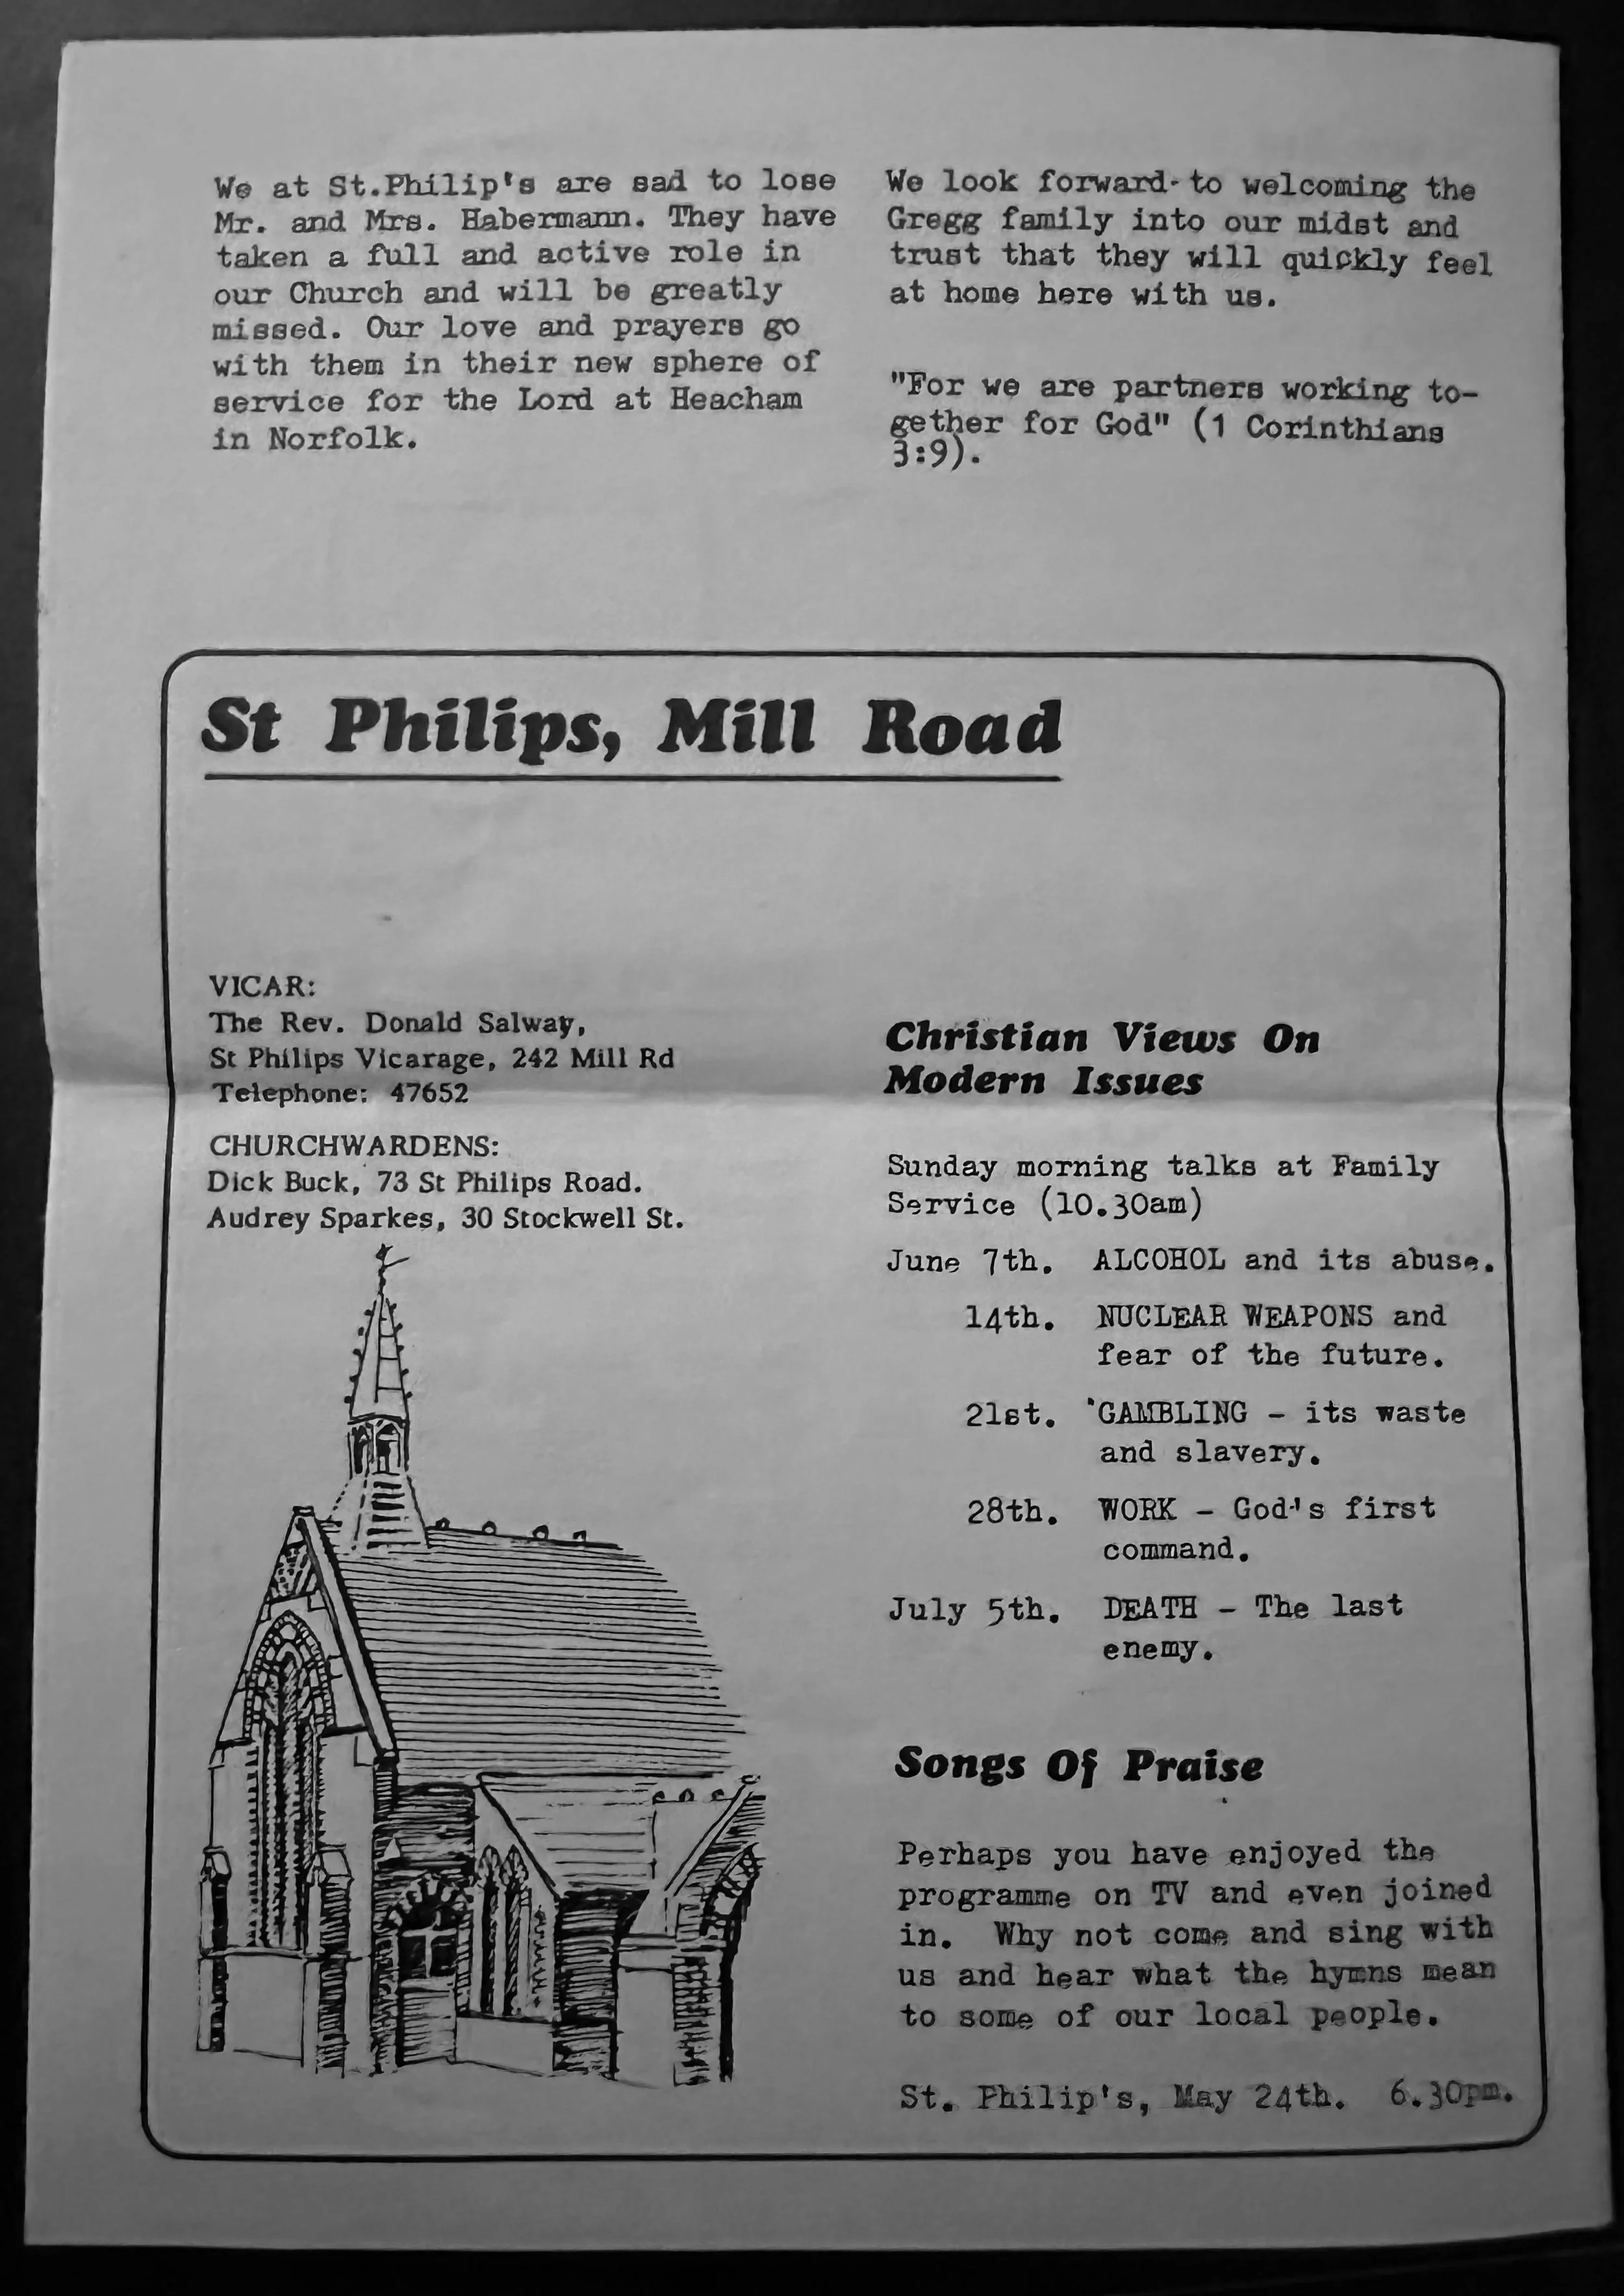 We at St.Philip's are sad to lose
Mr. and Mrs. Habermann. They have
taken a full and active role in
our Church and will be greatly
missed. Our love and prayers go
with them in their new sphere of
service for the Lord at Heacham
in Norfolk.
We look forward to welcoming the
Gregg family into our midst and
trust that they will quickly feel
at home here with us.
"For we are partners working to-
gether for God" (1 Corinthians
3:9).
St Philips, Mill Road
VICAR:
The Rev. Donald Salway,
St Philips Vicarage, 242 Mill Rd
Telephone: 47652
CHURCHWARDENS:
Dick Buck, 73 St Philips Road.
Audrey Sparkes, 30 Stockwell St.
Christian Views On
Modern Issues
Sunday morning talks at Family
Service (10.30am)
June 7th. ALCOHOL and its abuse.
14th. NUCLEAR WEAPONS and
fear of the future.
21st. GAMBLING - its waste
and slavery.
28th. WORK - God's first
command.
July 5th. DEATH - The last
enemy.
Songs Of Praise
Perhaps you have enjoyed the
programme on TV and even joined
in. Why not come and sing with
us and hear what the hymns mean
to some of our local people.
St. Philip's, May 24th. 6.30pm.